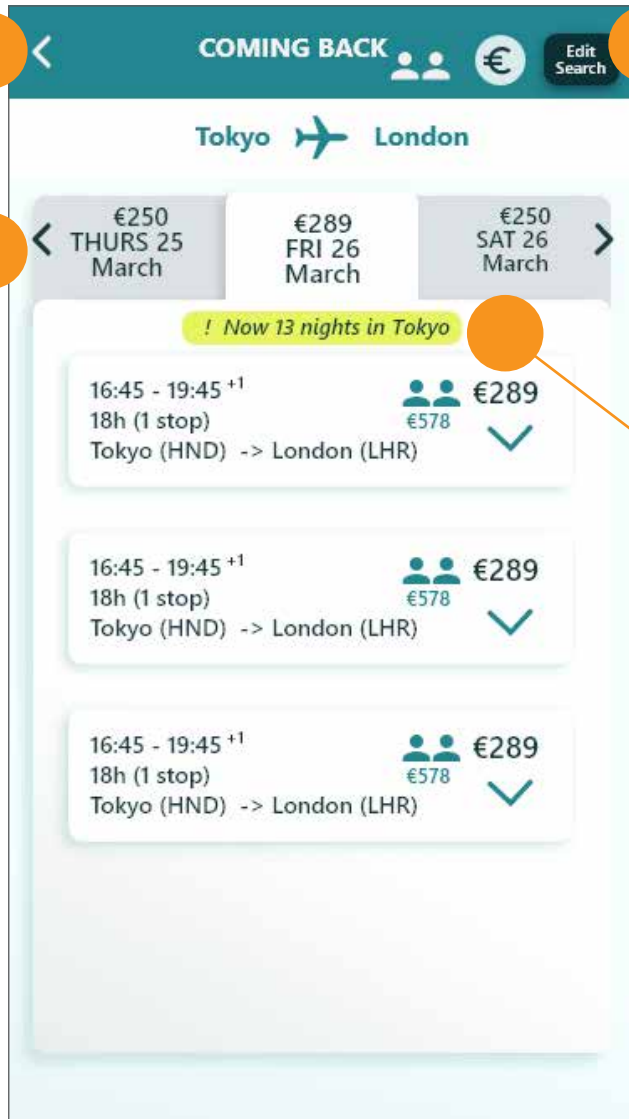 COMING BACK
€
Edit
Search
Tokyo London
€250
THURS 25
March
€289
FRI 26
March
€250
SAT 26
March
! Now 13 nights in Tokyo
16:45 - 19:45 +1
€289
18h (1 stop)
€578
Tokyo (HND) -> London (LHR)
16:45 - 19:45 +1
€289
18h (1 stop)
€578
Tokyo (HND) -> London (LHR)
16:45 - 19:45 +1
€289
18h (1 stop)
€578
Tokyo (HND) -> London (LHR)